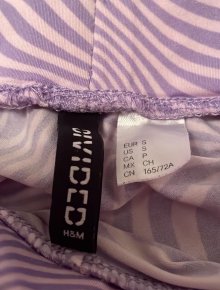 DIVIDED
H&M
EUR S
US S
CA P
MX CH
CN 165/72A